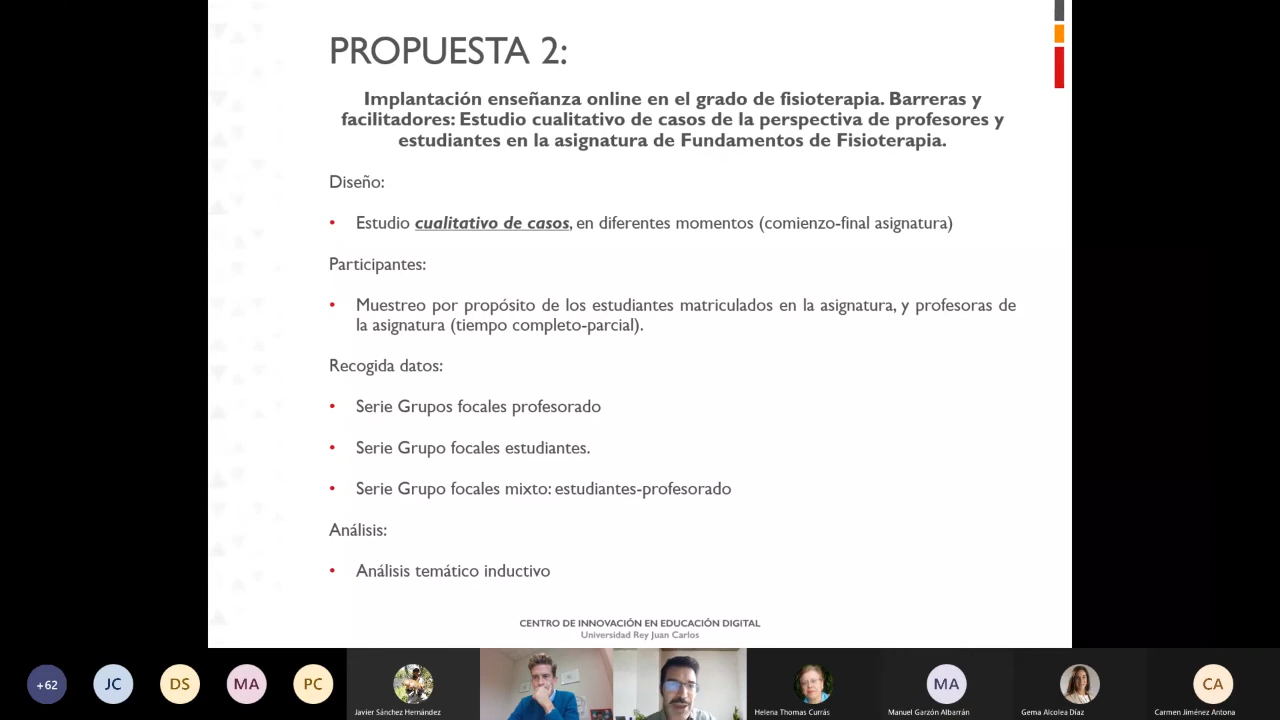 PROPUESTA 2:
Implantación enseñanza online en el grado de fisioterapia. Barreras y
facilitadores: Estudio cualitativo de casos de la perspectiva de profesores y
estudiantes en la asignatura de Fundamentos de Fisioterapia.
Diseño:
• Estudio cualitativo de casos, en diferentes momentos (comienzo-final asignatura)
Participantes:
• Muestreo por propósito de los estudiantes matriculados en la asignatura, y profesoras de
la asignatura (tiempo completo-parcial).
Recogida datos:
• Serie Grupos focales profesorado
• Serie Grupo focales estudiantes.
• Serie Grupo focales mixto: estudiantes-profesorado
Análisis:
• Análisis temático inductivo
CENTRO DE INNOVACIÓN EN EDUCACIÓN DIGITAL
Universidad Rey Juan Carlos
+62
JC
DS
MA
PC
MA
CA
Javier Sánchez Hernández
Helena Thomas Currás
Manuel Garzón Albarrán
Gema Alcolea Díaz
Carmen Jiménez Antona